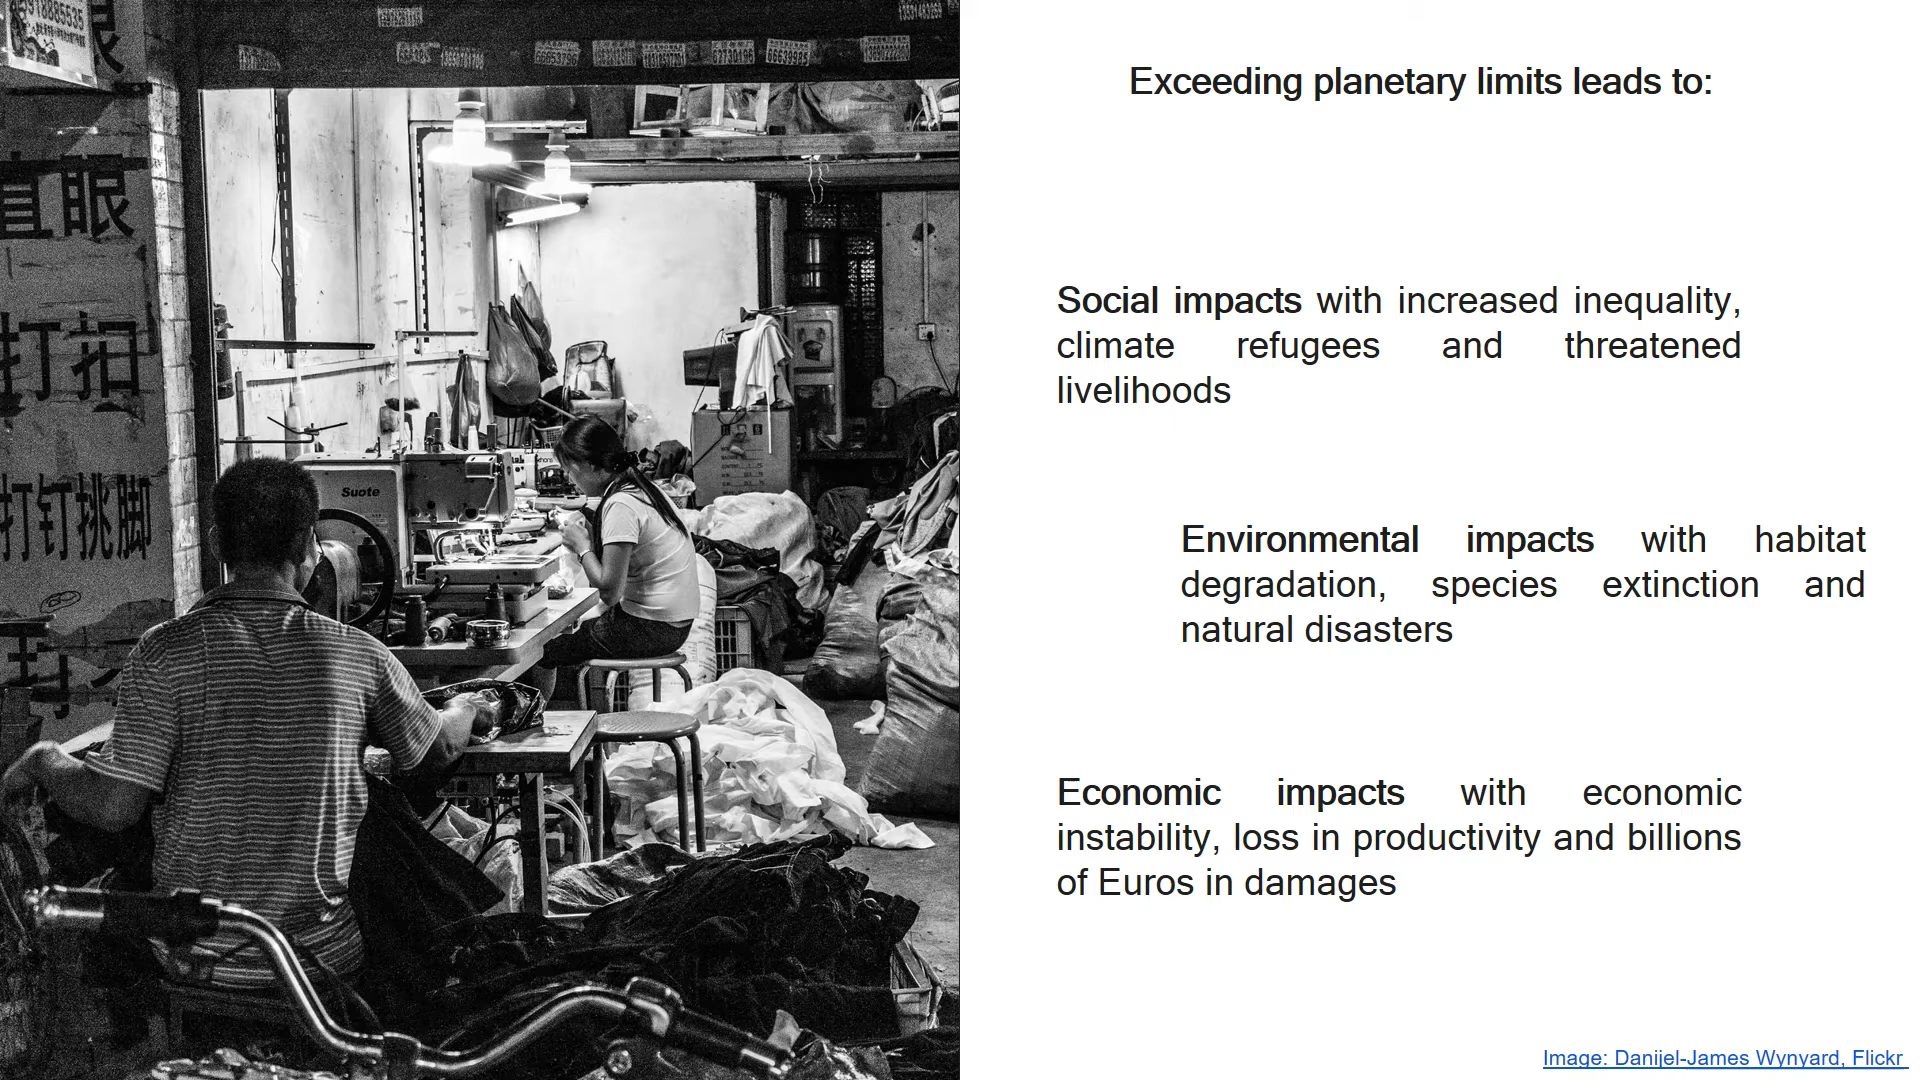 直眼
打扣
打钉挑脚
Suote
Exceeding planetary limits leads to:
Social impacts with increased inequality,
climate refugees and threatened
livelihoods
Environmental impacts with habitat
degradation, species extinction and
natural disasters
Economic impacts with economic
instability, loss in productivity and billions
of Euros in damages
Image: Danijel-James Wynyard, Flickr